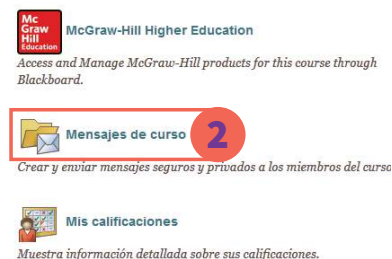 Mc
Graw
Hill
Education
McGraw-Hill Higher Education
Access and Manage McGraw-Hill products for this course through
Blackboard.
Mensajes de curso 2
Crear y enviar mensajes seguros y privados a los miembros del curso
Mis calificaciones
Muestra información detallada sobre sus calificaciones.